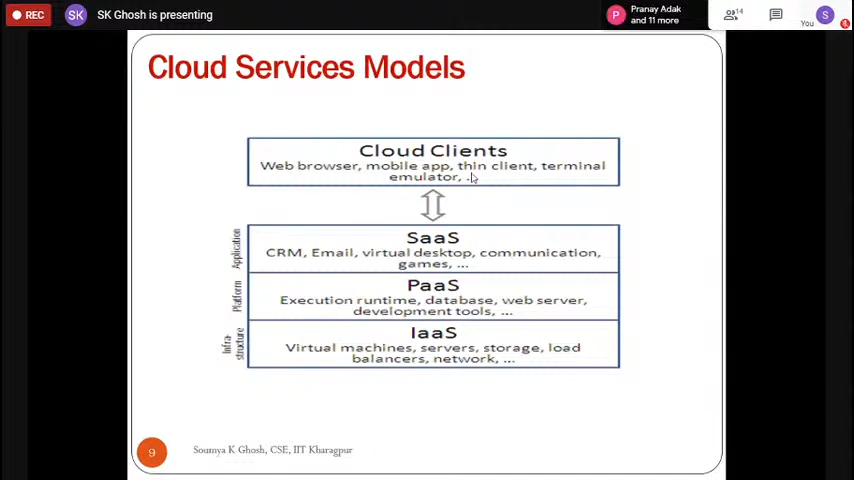 REC
SK
SK Ghosh is presenting
P
Pranay Adak
and 11 more
14
You
S
Cloud Services Models
Cloud Clients
Web browser, mobile app, thin client, terminal
emulator, ...
Application
SaaS
CRM, Email, virtual desktop, communication,
games, ...
Platform
PaaS
Execution runtime, database, web server,
development tools, ...
Infra-
structure
IaaS
Virtual machines, servers, storage, load
balancers, network, ...
9
Soumya K Ghosh, CSE, IIT Kharagpur